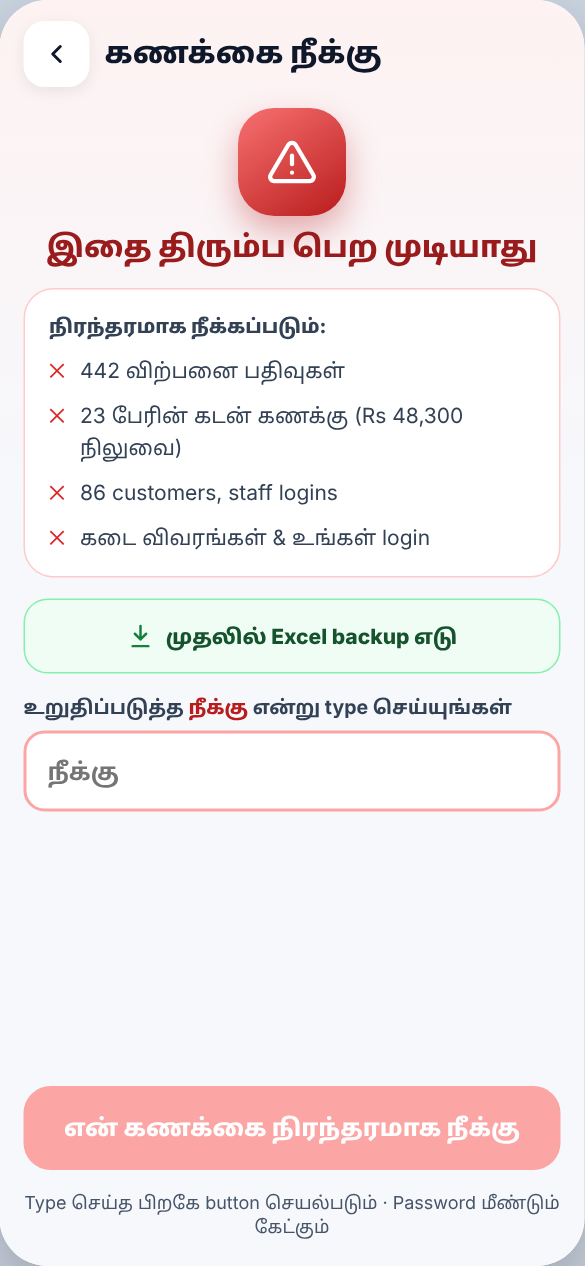 கணக்கை நீக்கு
இதை திரும்ப பெற முடியாது
நிரந்தரமாக நீக்கப்படும்:
442 விற்பனை பதிவுகள்
23 பேரின் கடன் கணக்கு (Rs 48,300
நிலுவை)
86 customers, staff logins
கடை விவரங்கள் & உங்கள் login
முதலில் Excel backup எடு
உறுதிப்படுத்த நீக்கு என்று type செய்யுங்கள்
நீக்கு
என் கணக்கை நிரந்தரமாக நீக்கு
Type செய்த பிறகே button செயல்படும் · Password மீண்டும்
கேட்கும்